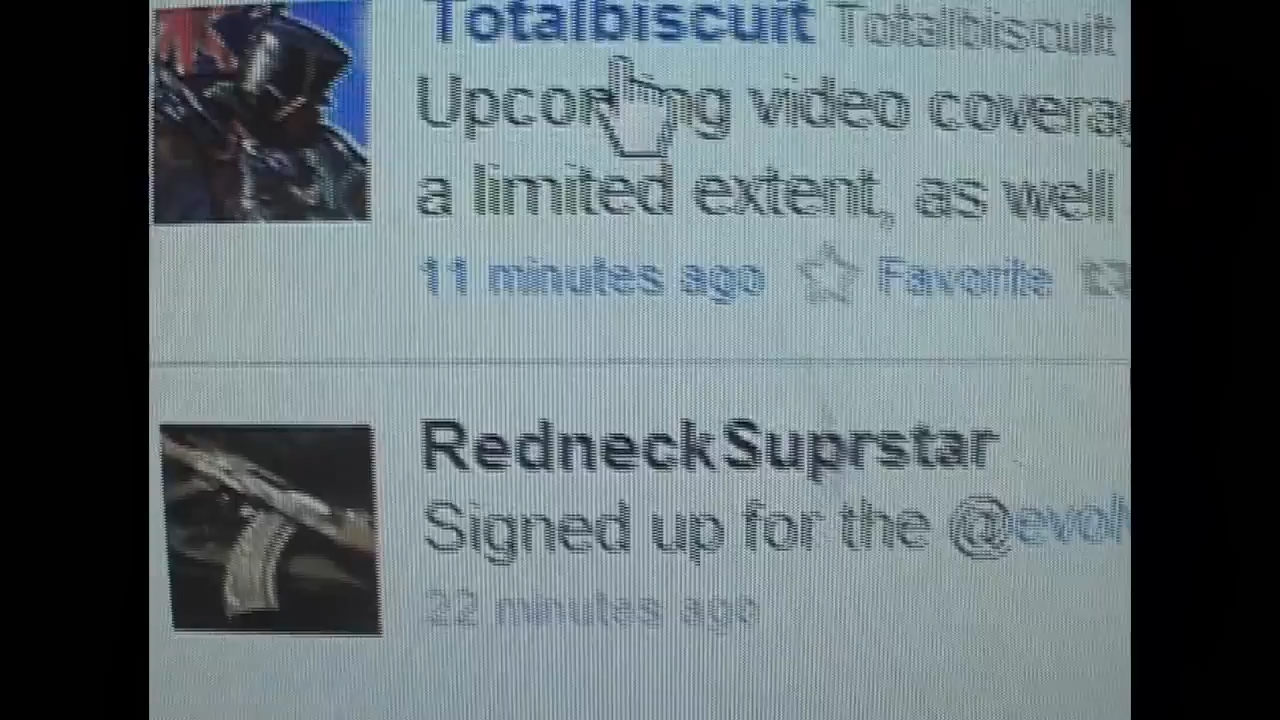 Totalbiscuit Totalbiscuit
Upcoming video
a limited extent, as well
11 minutes ago Favorite
RedneckSuprstar
Signed up for the
22 minutes ago